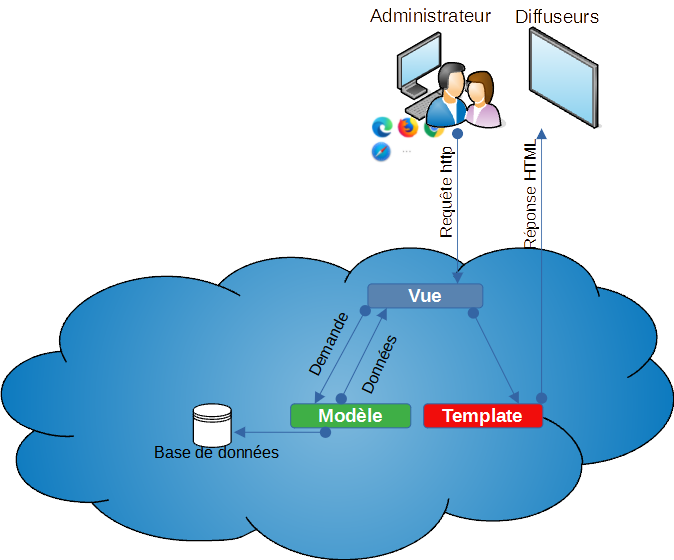 Administrateur
Diffuseurs
...
Requête http
Réponse HTML
Vue
Demande
Données
Modèle
Template
Base de données